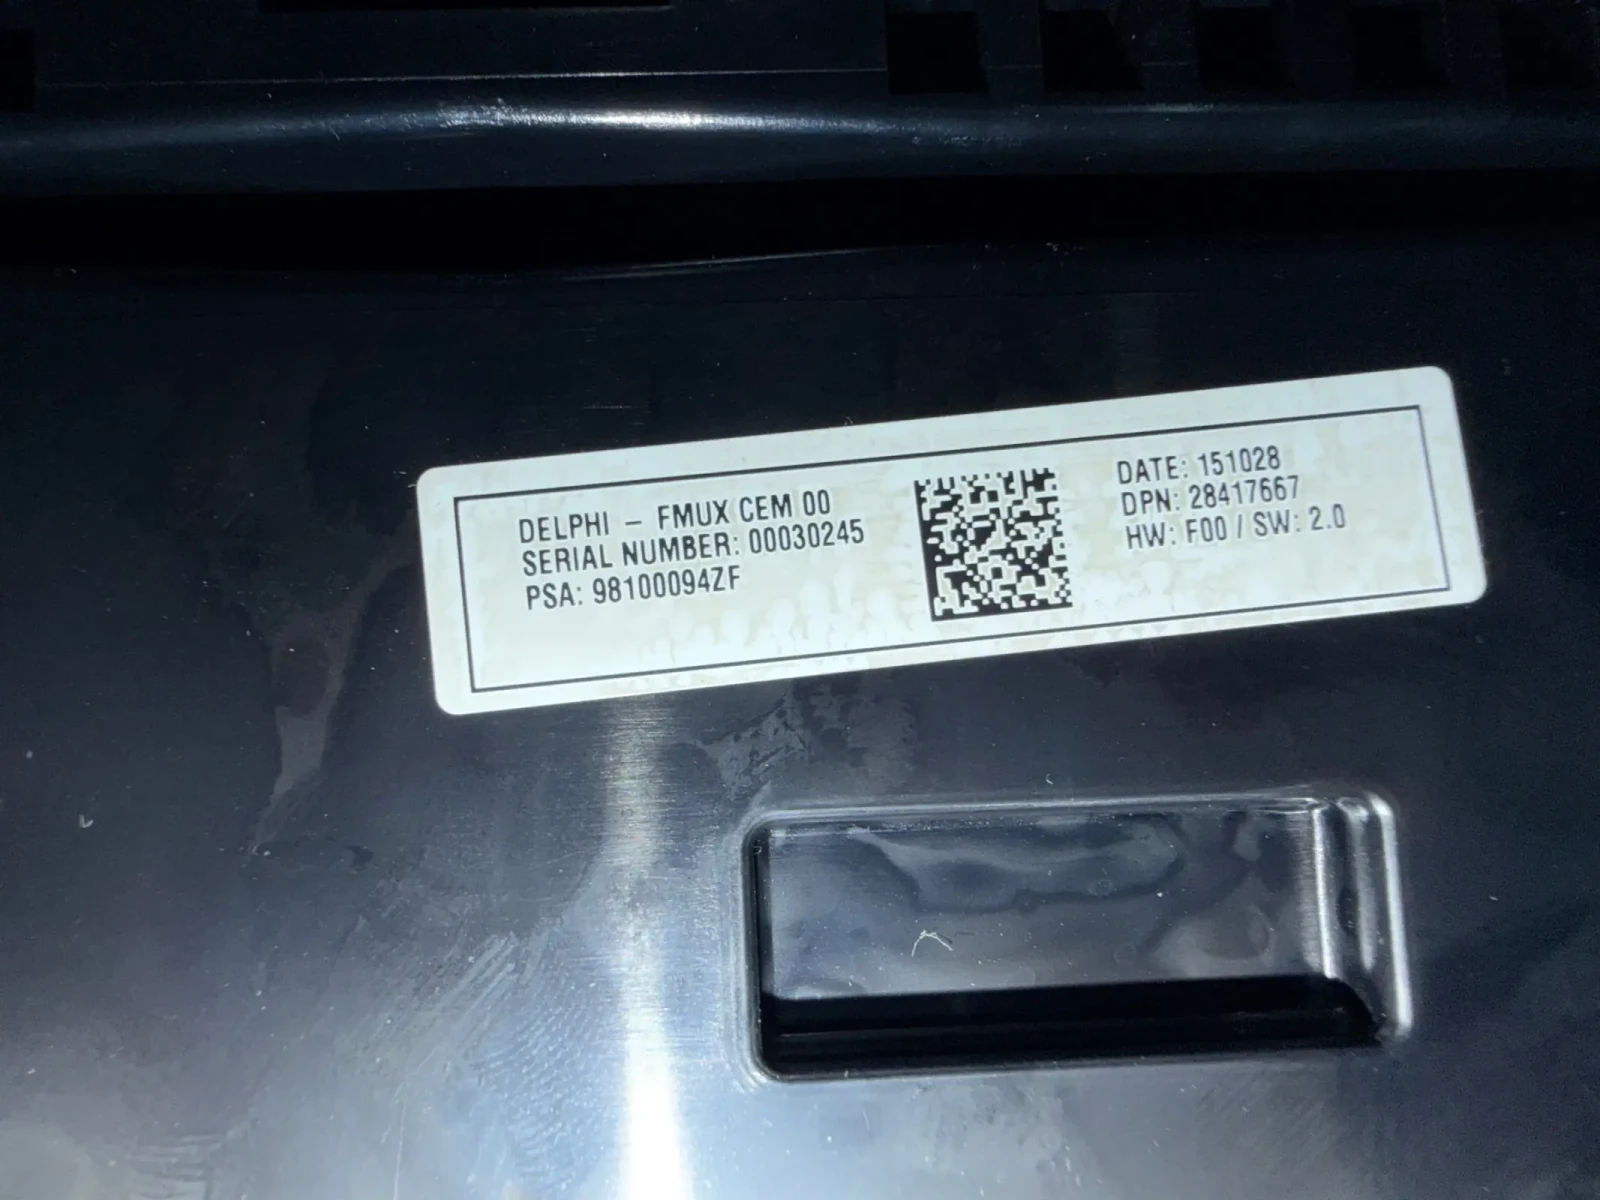 DELPHI – FMUX CEM 00
SERIAL NUMBER: 00030245
PSA: 98100094ZF
DATE: 151028
DPN: 28417667
HW: F00 / SW: 2.0